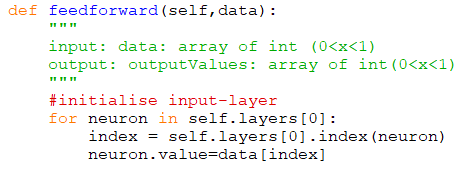 def feedforward(self,data):
    """
    input: data: array of int (0<x<1)
    output: outputValues: array of int(0<x<1)
    """
    #initialise input-layer
    for neuron in self.layers[0]:
        index = self.layers[0].index(neuron)
        neuron.value=data[index]